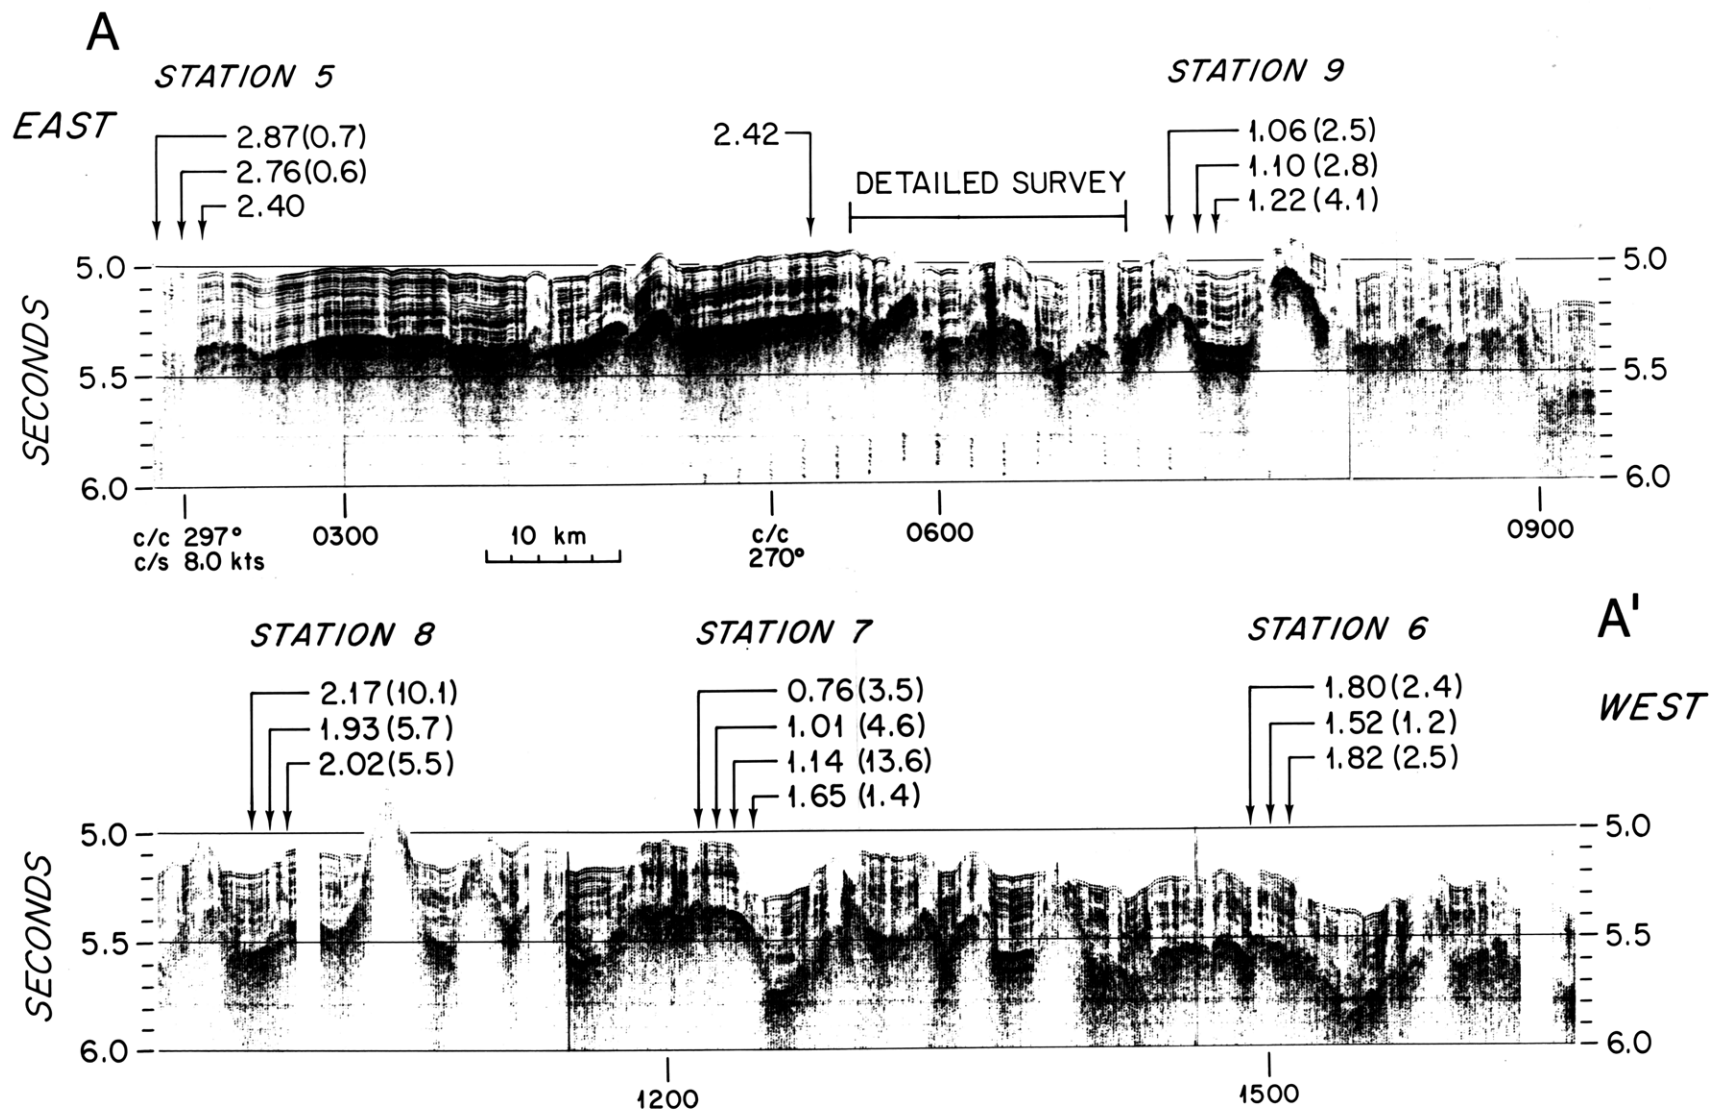 A
STATION 5
STATION 9
EAST
2.87(0.7)
2.76(0.6)
2.40
2.42
DETAILED SURVEY
1.06(2.5)
1.10(2.8)
1.22(4.1)
5.0
5.5
6.0
SECONDS
5.0
5.5
6.0
c/c 297°
c/s 8.0 kts
0300
10 km
c/c
270°
0600
0900
STATION 8
STATION 7
STATION 6
A'
WEST
2.17(10.1)
1.93(5.7)
2.02(5.5)
0.76(3.5)
1.01(4.6)
1.14(13.6)
1.65(1.4)
1.80(2.4)
1.52(1.2)
1.82(2.5)
5.0
5.5
6.0
SECONDS
5.0
5.5
6.0
1200
1500